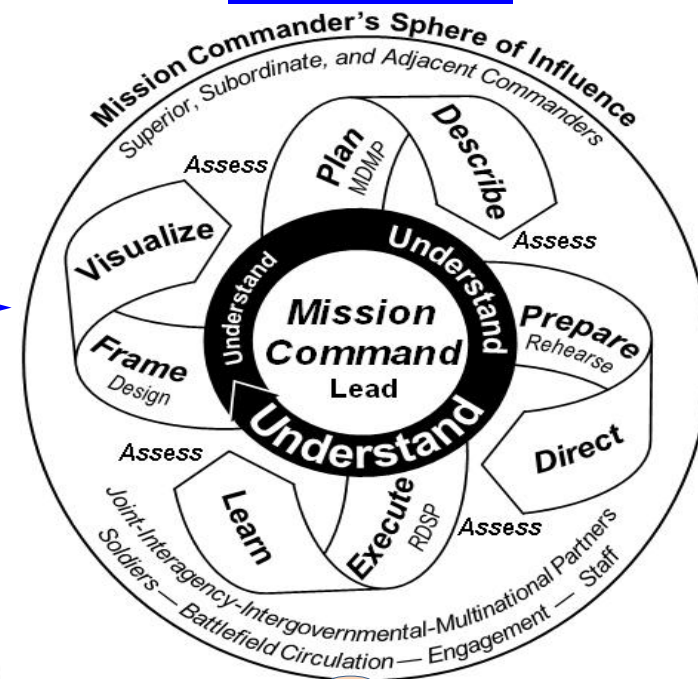 Mission Commander's Sphere of Influence
Superior, Subordinate, and Adjacent Commanders
Assess
Plan
MDMP
Describe
Assess
Visualize
Understand
Understand
Mission
Command
Lead
Prepare
Rehearse
Frame
Design
Understand
Direct
Assess
Learn
Execute
RDSP
Assess
Joint-Interagency-Intergovernmental-Multinational Partners
Soldiers — Battlefield Circulation — Engagement — Staff